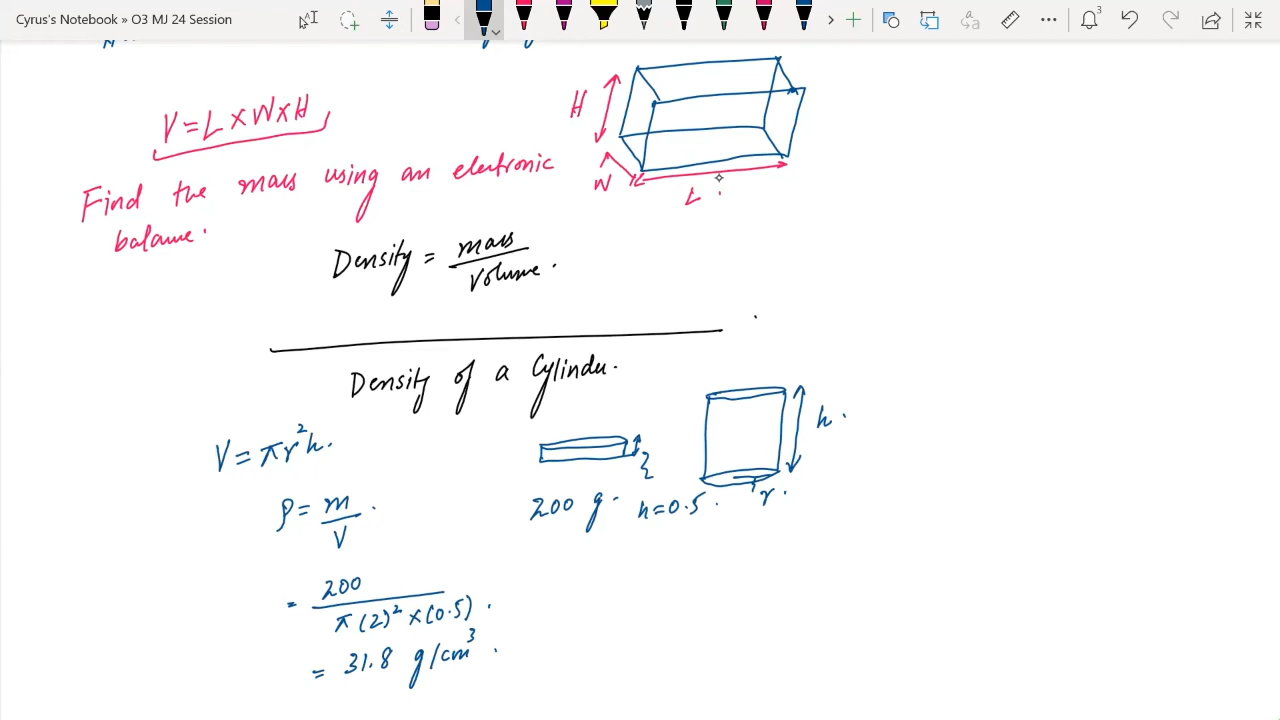 Cyrus's Notebook » O3 MJ 24 Session
3
V = L × W × H
H
W
L
Find the mass using an electronic
balance.
Density = mass
volume.
Density of a Cylinder.
V = πr²h.
h.
r.
200 g. h = 0.5.
ρ = m
V
= 200
π (2)² × (0.5).
= 31.8 g/cm³.